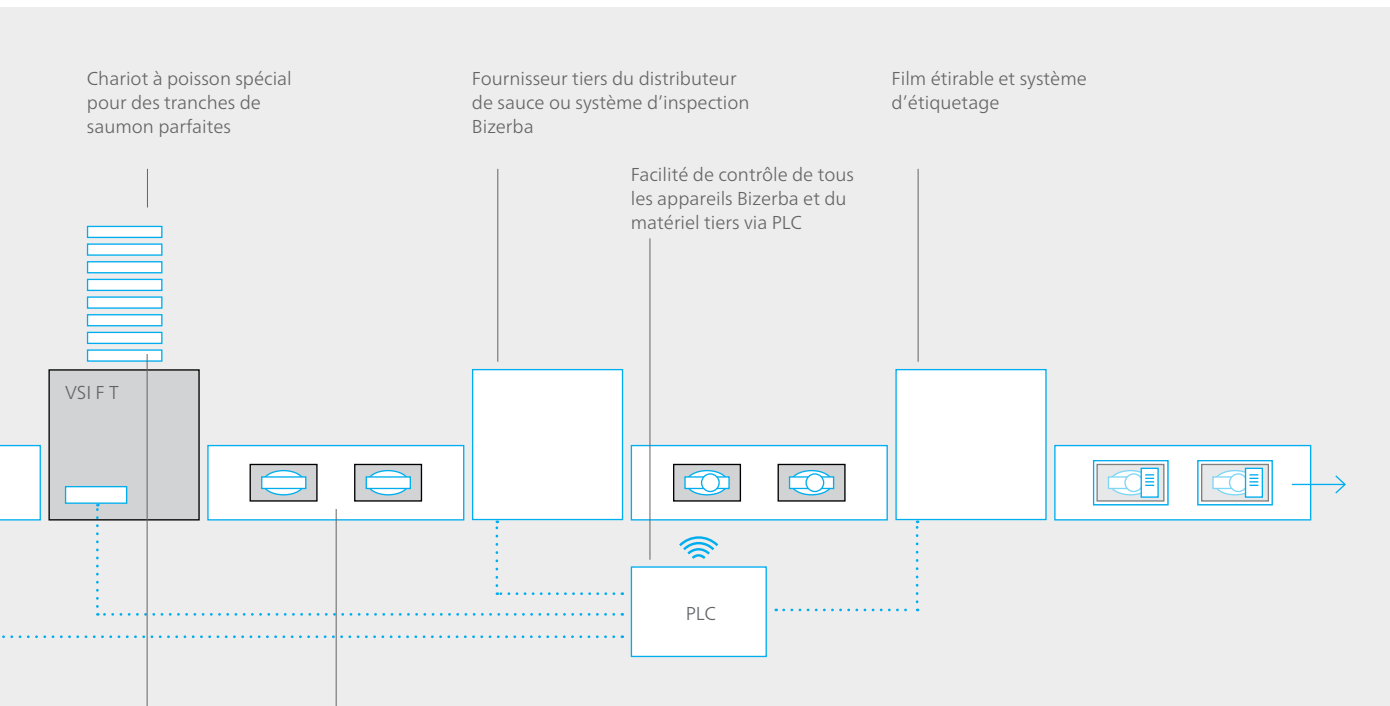 Chariot à poisson spécial
pour des tranches de
saumon parfaites
Fournisseur tiers du distributeur
de sauce ou système d’inspection
Bizerba
Film étirable et système
d’étiquetage
Facilité de contrôle de tous
les appareils Bizerba et du
matériel tiers via PLC
VSI F T
PLC